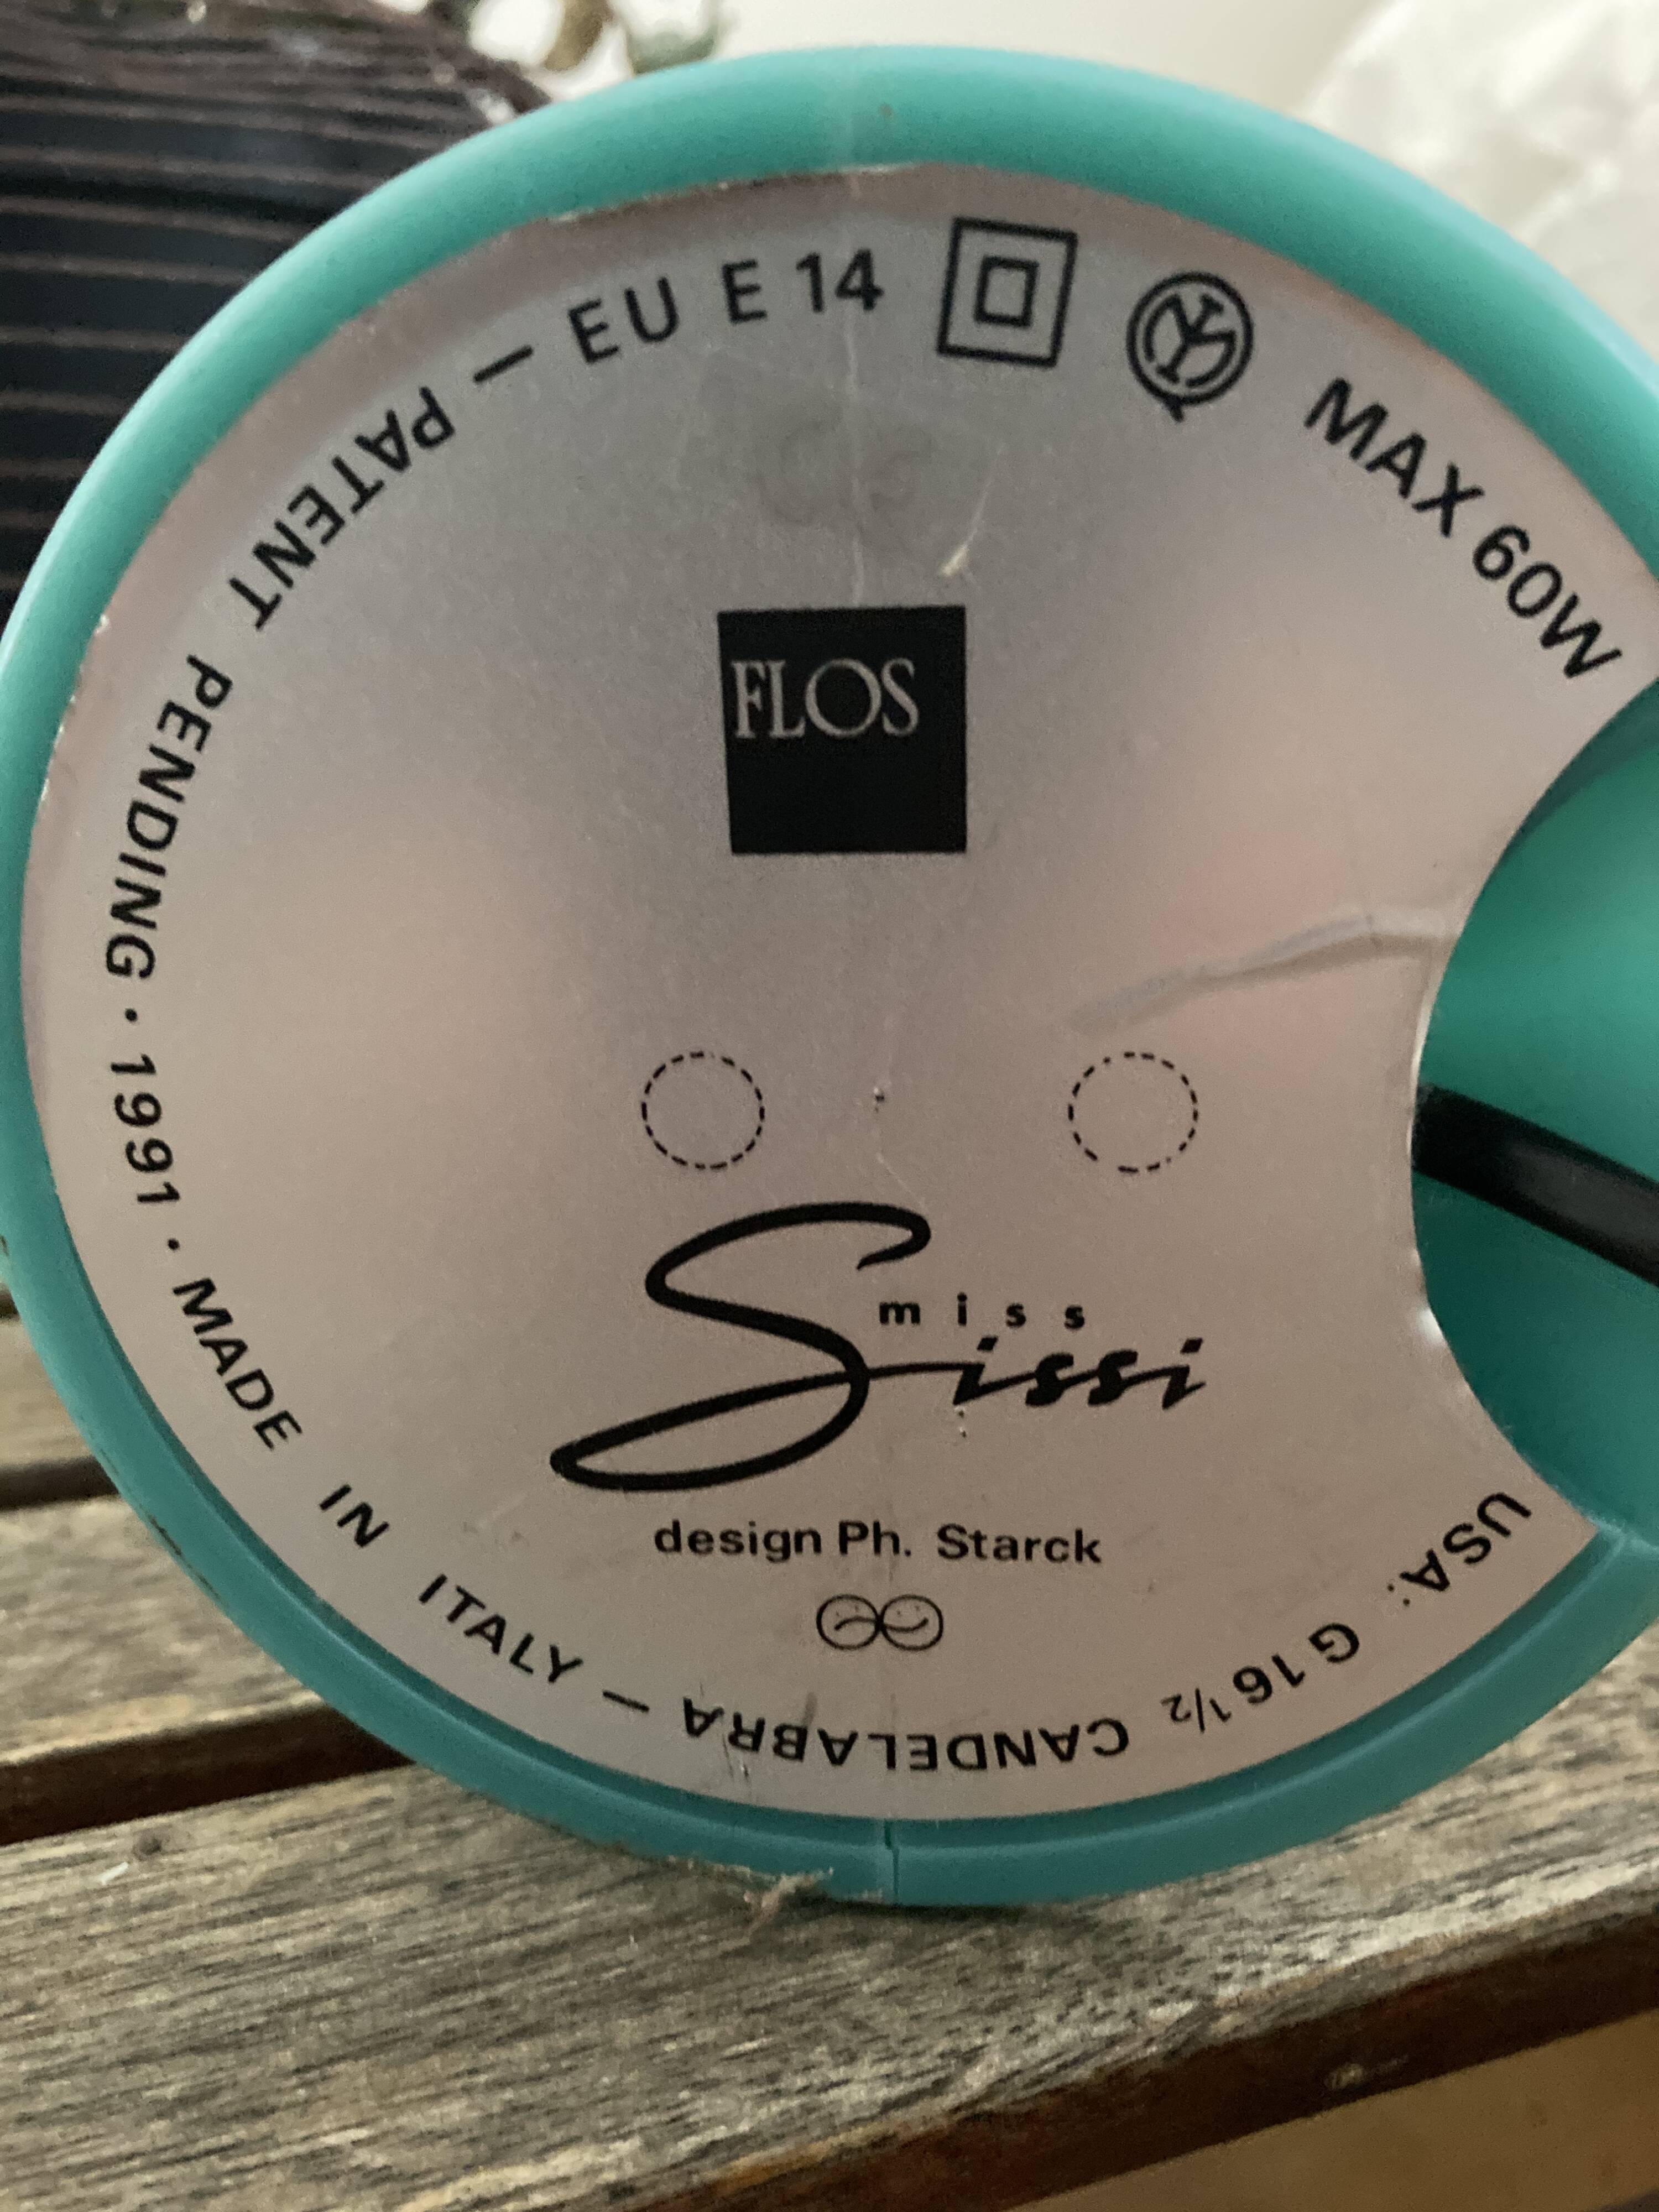 EU E 14 MAX 60W
FLOS
miss
Sissi
design Ph. Starck
PATENT PENDING · 1991 · MADE IN ITALY —
USA: G 16 1/2 CANDELABRA —